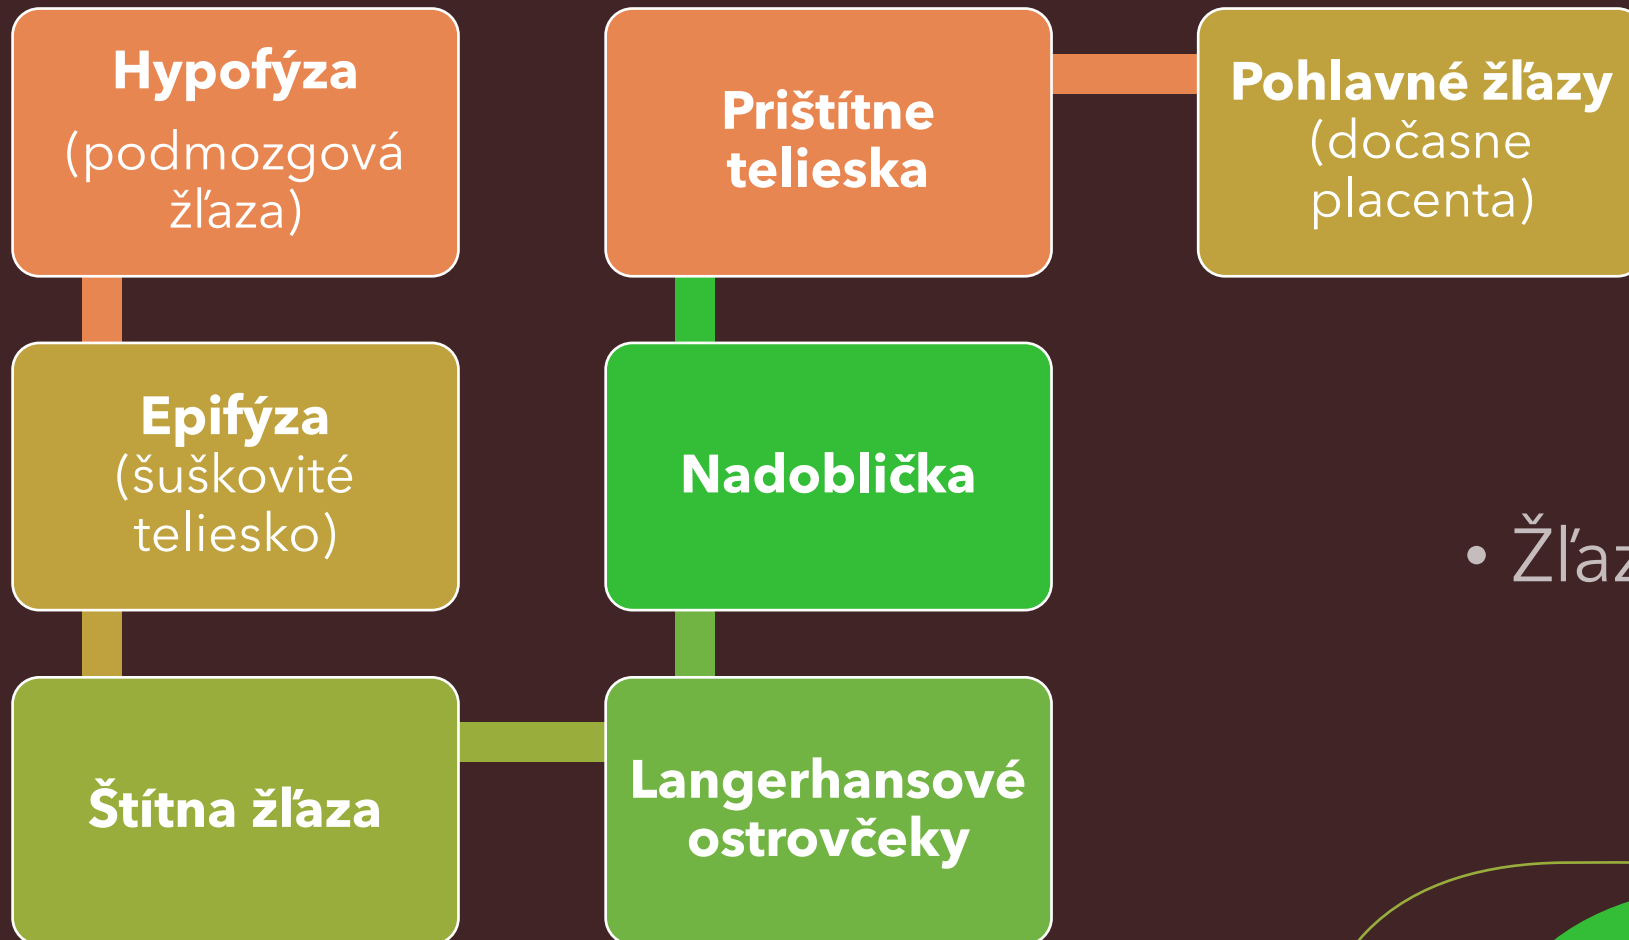 Hypofýza
(podmozgová
žľaza)
Epifýza
(šuškovité
teliesko)
Štítna žľaza
Langerhansové
ostrovčeky
Nadoblička
Prištítne
telieska
Pohlavné žľazy
(dočasne
placenta)